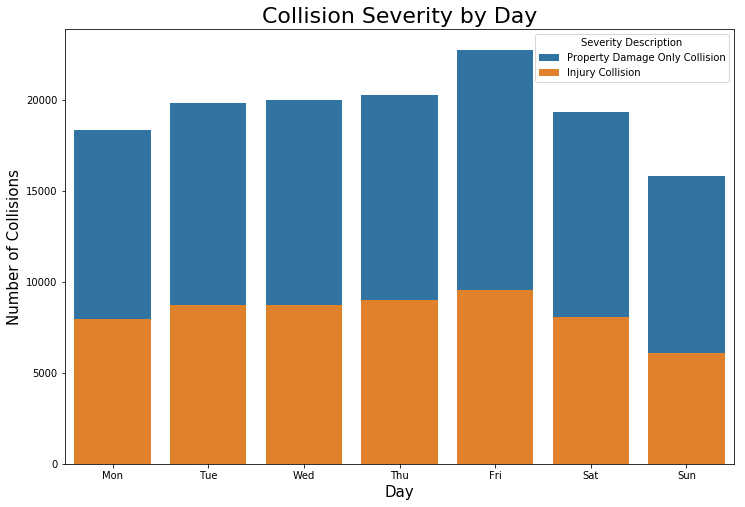 Collision Severity by Day
Severity Description
Property Damage Only Collision
Injury Collision
Number of Collisions
20000
15000
10000
5000
0
Mon Tue Wed Thu Fri Sat Sun
Day